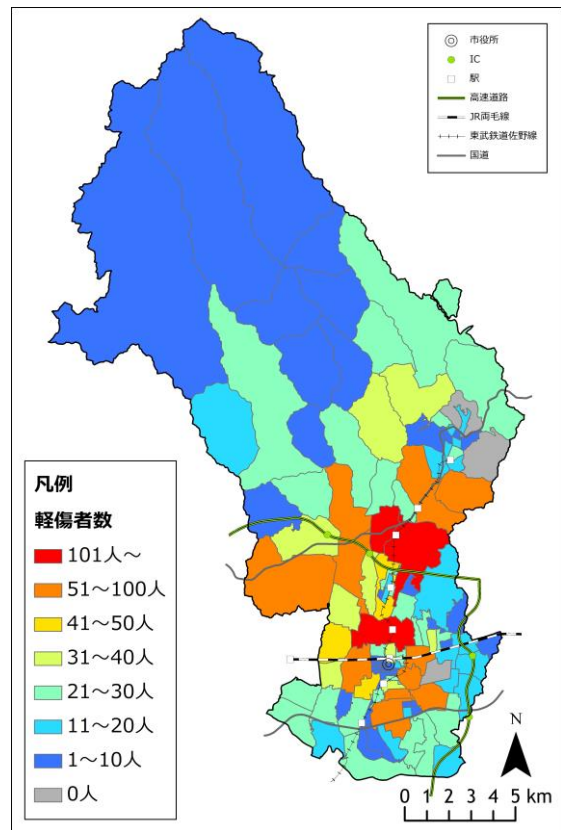 市役所
IC
駅
高速道路
JR両毛線
東武鉄道佐野線
国道
凡例
軽傷者数
101人～
51～100人
41～50人
31～40人
21～30人
11～20人
1～10人
0人
N
0 1 2 3 4 5 km